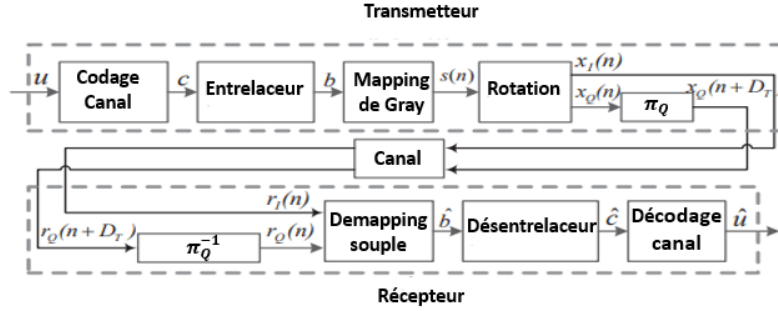 Transmetteur
u
Codage
Canal
c
Entrelaceur
b
Mapping
de Gray
s(n)
Rotation
x_I(n)
x_Q(n)
π_Q
x_Q(n + D_T)
Canal
r_I(n)
r_Q(n + D_T)
π_Q^{-1}
r_Q(n)
Demapping
souple
b̂
Désentrelaceur
ĉ
Décodage
canal
û
Récepteur